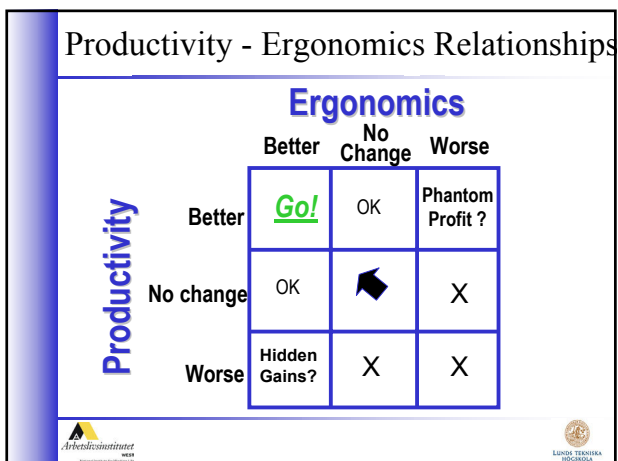 Productivity - Ergonomics Relationships
Ergonomics
Better
No
Change
Worse
Productivity
Better
Go!
OK
Phantom
Profit ?
No change
OK
X
Worse
Hidden
Gains?
X
X
Arbetslivsinstitutet
WEST
LUNDS TEKNISKA
HÖGSKOLA